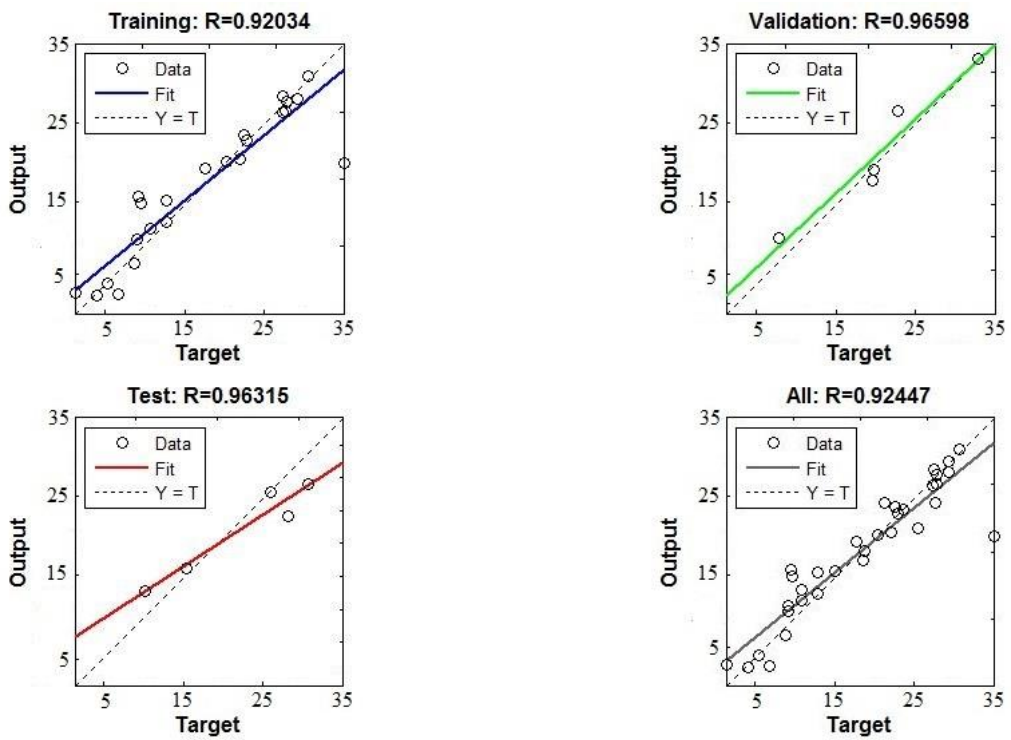 Training: R=0.92034
35
25
15
5
Output
Data
Fit
Y = T
5
15
25
35
Target
Validation: R=0.96598
35
25
15
5
Output
Data
Fit
Y = T
5
15
25
35
Target
Test: R=0.96315
35
25
15
5
Output
Data
Fit
Y = T
5
15
25
35
Target
All: R=0.92447
35
25
15
5
Output
Data
Fit
Y = T
5
15
25
35
Target